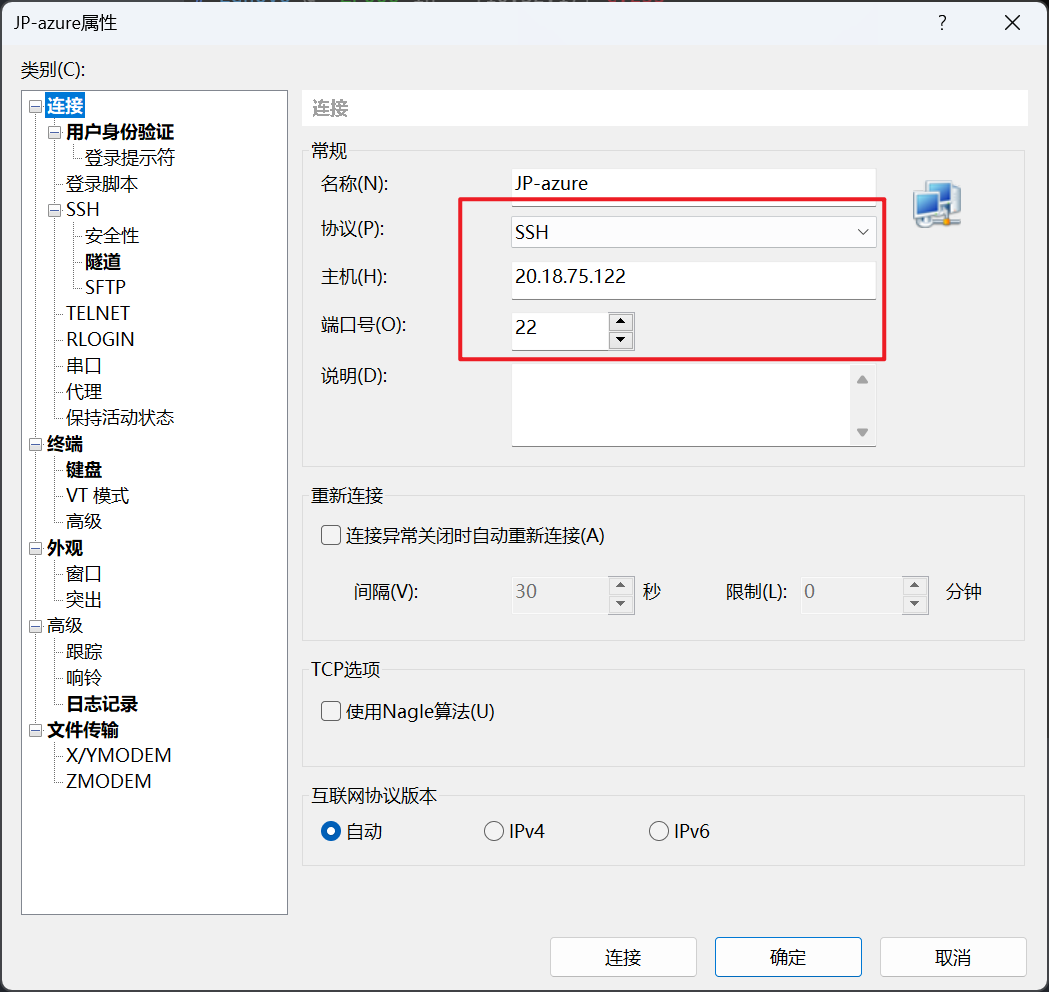 JP-azure属性
?
类别(C):
连接
用户身份验证
登录提示符
登录脚本
SSH
安全性
隧道
SFTP
TELNET
RLOGIN
串口
代理
保持活动状态
终端
键盘
VT 模式
高级
外观
窗口
突出
高级
跟踪
响铃
日志记录
文件传输
X/YMODEM
ZMODEM
连接
常规
名称(N): JP-azure
协议(P): SSH
主机(H): 20.18.75.122
端口号(O): 22
说明(D):
重新连接
连接异常关闭时自动重新连接(A)
间隔(V): 30 秒 限制(L): 0 分钟
TCP选项
使用Nagle算法(U)
互联网协议版本
自动 IPv4 IPv6
连接 确定 取消